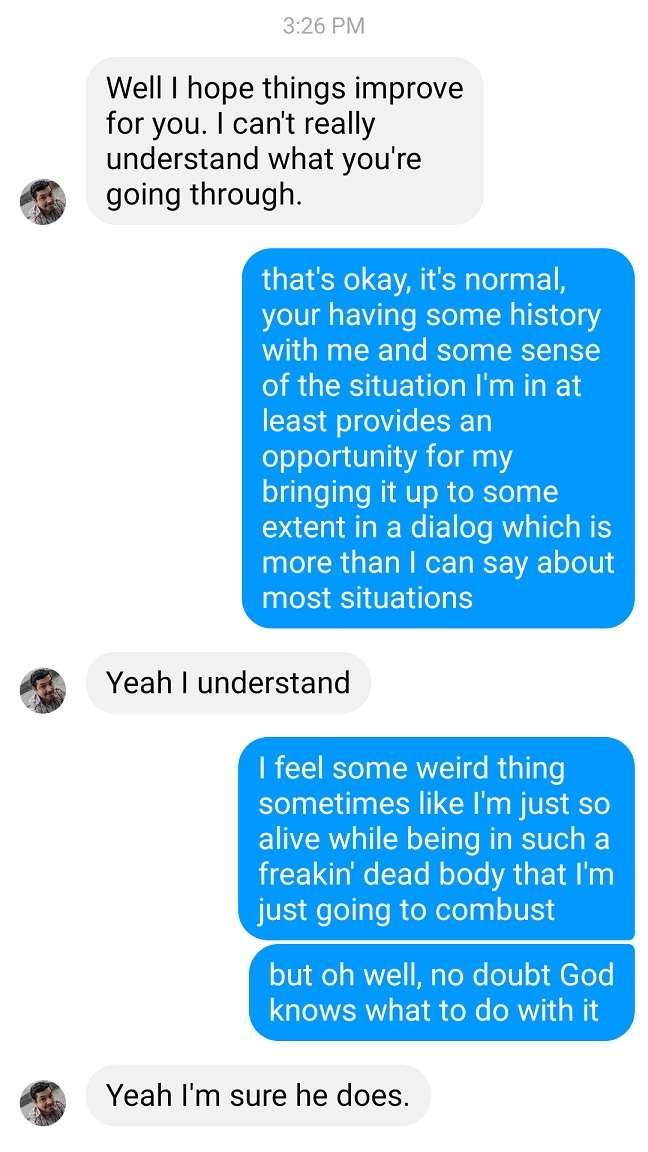 3:26 PM
Well I hope things improve
for you. I can't really
understand what you're
going through.
that's okay, it's normal,
your having some history
with me and some sense
of the situation I'm in at
least provides an
opportunity for my
bringing it up to some
extent in a dialog which is
more than I can say about
most situations
Yeah I understand
I feel some weird thing
sometimes like I'm just so
alive while being in such a
freakin' dead body that I'm
just going to combust
but oh well, no doubt God
knows what to do with it
Yeah I'm sure he does.